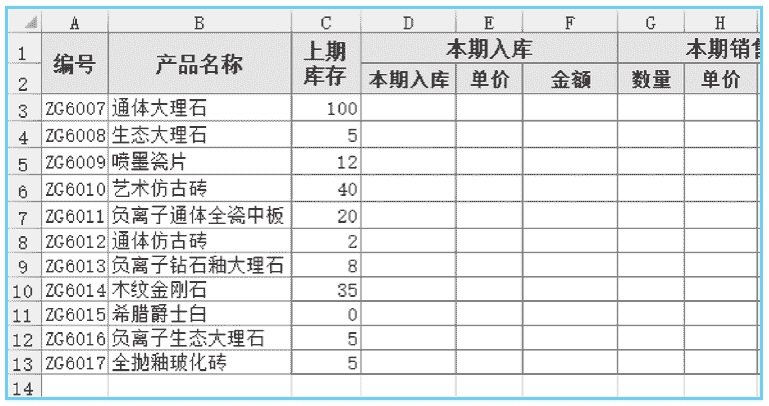 A B C D E F G H
1 编号 产品名称 上期库存 本期入库 本期销
2 本期入库 单价 金额 数量 单价
3 ZG6007 通体大理石 100
4 ZG6008 生态大理石 5
5 ZG6009 喷墨瓷片 12
6 ZG6010 艺术仿古砖 40
7 ZG6011 负离子通体全瓷中板 20
8 ZG6012 通体仿古砖 2
9 ZG6013 负离子钻石釉大理石 8
10 ZG6014 木纹金刚石 35
11 ZG6015 希腊爵士白 0
12 ZG6016 负离子生态大理石 5
13 ZG6017 全抛釉玻化砖 5
14